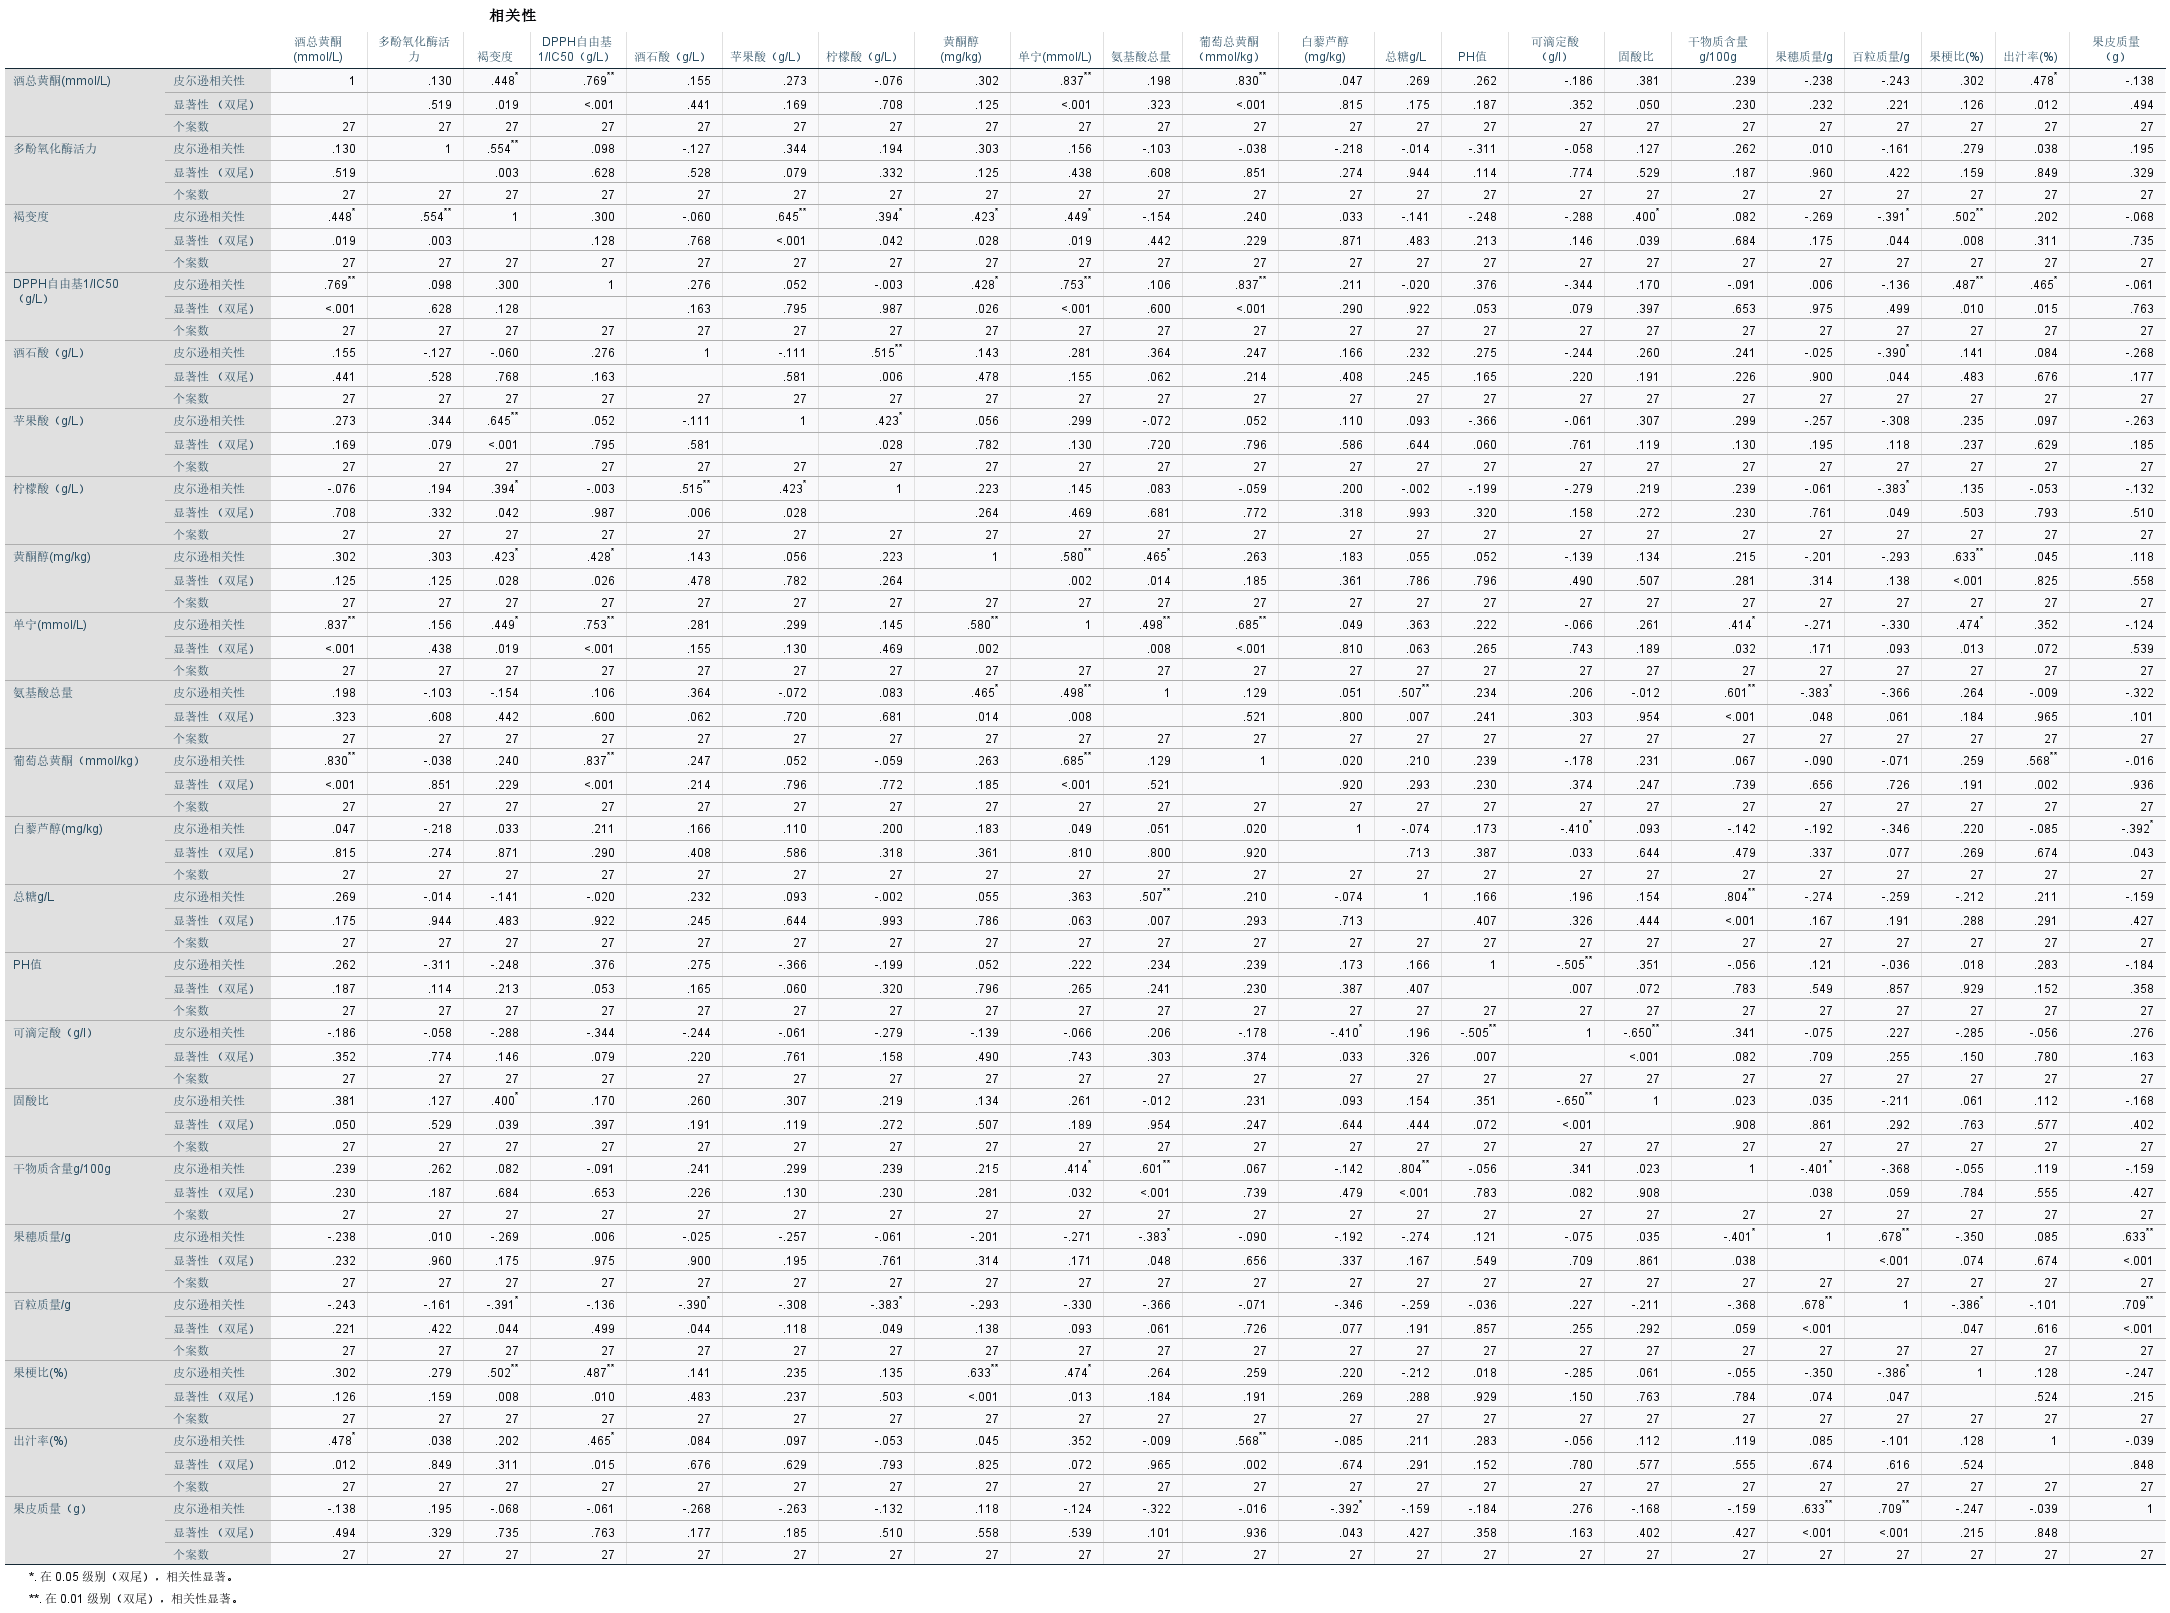 相关性
酒总黄酮 多酚氧化酶活 DPPH自由基 黄酮醇 葡萄总黄酮 白藜芦醇 可滴定酸 干物质含量 果皮质量
(mmol/L) 力 褐变度 1/IC50（g/L） 酒石酸（g/L） 苹果酸（g/L） 柠檬酸（g/L） (mg/kg) 单宁(mmol/L) 氨基酸总量 （mmol/kg） (mg/kg) 总糖g/L PH值 （g/l） 固酸比 g/100g 果穗质量/g 百粒质量/g 果梗比(%) 出汁率(%) （g）
酒总黄酮(mmol/L) 皮尔逊相关性 1 .130 .448* .769** .155 .273 -.076 .302 .837** .198 .830** .047 .269 .262 -.186 .381 .239 -.238 -.243 .302 .478* -.138
显著性（双尾） .519 .019 <.001 .441 .169 .708 .125 <.001 .323 <.001 .815 .175 .187 .352 .050 .230 .232 .221 .126 .012 .494
个案数 27 27 27 27 27 27 27 27 27 27 27 27 27 27 27 27 27 27 27 27 27 27
多酚氧化酶活力 皮尔逊相关性 .130 1 .554** .098 -.127 .344 .194 .303 .156 -.103 -.038 -.218 -.014 -.311 -.058 .127 .262 .010 -.161 .279 .038 .195
显著性（双尾） .519 .003 .628 .528 .079 .332 .125 .438 .608 .851 .274 .944 .114 .774 .529 .187 .960 .422 .159 .849 .329
个案数 27 27 27 27 27 27 27 27 27 27 27 27 27 27 27 27 27 27 27 27 27 27
褐变度 皮尔逊相关性 .448* .554** 1 .300 -.060 .645** .394* .423* .449* -.154 .240 .033 -.141 -.248 -.288 .400* .082 -.269 -.391* .502** .202 -.068
显著性（双尾） .019 .003 .128 .768 <.001 .042 .028 .019 .442 .229 .871 .483 .213 .146 .039 .684 .175 .044 .008 .311 .735
个案数 27 27 27 27 27 27 27 27 27 27 27 27 27 27 27 27 27 27 27 27 27 27
DPPH自由基1/IC50 皮尔逊相关性 .769** .098 .300 1 .276 .052 -.003 .428* .753** .106 .837** .211 -.020 .376 -.344 .170 -.091 .006 -.136 .487** .465* -.061
（g/L） 显著性（双尾） <.001 .628 .128 .163 .795 .987 .026 <.001 .600 <.001 .290 .922 .053 .079 .397 .653 .975 .499 .010 .015 .763
个案数 27 27 27 27 27 27 27 27 27 27 27 27 27 27 27 27 27 27 27 27 27 27
酒石酸（g/L） 皮尔逊相关性 .155 -.127 -.060 .276 1 -.111 .515** .143 .281 .364 .247 .166 .232 .275 -.244 .260 .241 -.025 -.390* .141 .084 -.268
显著性（双尾） .441 .528 .768 .163 .581 .006 .478 .155 .062 .214 .408 .245 .165 .220 .191 .226 .900 .044 .483 .676 .177
个案数 27 27 27 27 27 27 27 27 27 27 27 27 27 27 27 27 27 27 27 27 27 27
苹果酸（g/L） 皮尔逊相关性 .273 .344 .645** .052 -.111 1 .423* .056 .299 -.072 .052 .110 .093 -.366 -.061 .307 .299 -.257 -.308 .235 .097 -.263
显著性（双尾） .169 .079 <.001 .795 .581 .028 .782 .130 .720 .796 .586 .644 .060 .761 .119 .130 .195 .118 .237 .629 .185
个案数 27 27 27 27 27 27 27 27 27 27 27 27 27 27 27 27 27 27 27 27 27 27
柠檬酸（g/L） 皮尔逊相关性 -.076 .194 .394* -.003 .515** .423* 1 .223 .145 .083 -.059 .200 -.002 -.199 -.279 .219 .239 -.061 -.383* .135 -.053 -.132
显著性（双尾） .708 .332 .042 .987 .006 .028 .264 .469 .681 .772 .318 .993 .320 .158 .272 .230 .761 .049 .503 .793 .510
个案数 27 27 27 27 27 27 27 27 27 27 27 27 27 27 27 27 27 27 27 27 27 27
黄酮醇(mg/kg) 皮尔逊相关性 .302 .303 .423* .428* .143 .056 .223 1 .580** .465* .263 .183 .055 .052 -.139 .134 .215 -.201 -.293 .633** .045 .118
显著性（双尾） .125 .125 .028 .026 .478 .782 .264 .002 .014 .185 .361 .786 .796 .490 .507 .281 .314 .138 <.001 .825 .558
个案数 27 27 27 27 27 27 27 27 27 27 27 27 27 27 27 27 27 27 27 27 27 27
单宁(mmol/L) 皮尔逊相关性 .837** .156 .449* .753** .281 .299 .145 .580** 1 .498** .685** .049 .363 .222 -.066 .261 .414* -.271 -.330 .474* .352 -.124
显著性（双尾） <.001 .438 .019 <.001 .155 .130 .469 .002 .008 <.001 .810 .063 .265 .743 .189 .032 .171 .093 .013 .072 .539
个案数 27 27 27 27 27 27 27 27 27 27 27 27 27 27 27 27 27 27 27 27 27 27
氨基酸总量 皮尔逊相关性 .198 -.103 -.154 .106 .364 -.072 .083 .465* .498** 1 .129 .051 .507** .234 .206 -.012 .601** -.383* -.366 .264 -.009 -.322
显著性（双尾） .323 .608 .442 .600 .062 .720 .681 .014 .008 .521 .800 .007 .241 .303 .954 <.001 .048 .061 .184 .965 .101
个案数 27 27 27 27 27 27 27 27 27 27 27 27 27 27 27 27 27 27 27 27 27 27
葡萄总黄酮（mmol/kg） 皮尔逊相关性 .830** -.038 .240 .837** .247 .052 -.059 .263 .685** .129 1 .020 .210 .239 -.178 .231 .067 -.090 -.071 .259 .568** -.016
显著性（双尾） <.001 .851 .229 <.001 .214 .796 .772 .185 <.001 .521 .920 .293 .230 .374 .247 .739 .656 .726 .191 .002 .936
个案数 27 27 27 27 27 27 27 27 27 27 27 27 27 27 27 27 27 27 27 27 27 27
白藜芦醇(mg/kg) 皮尔逊相关性 .047 -.218 .033 .211 .166 .110 .200 .183 .049 .051 .020 1 -.074 .173 -.410* .093 -.142 -.192 -.346 .220 -.085 -.392*
显著性（双尾） .815 .274 .871 .290 .408 .586 .318 .361 .810 .800 .920 .713 .387 .033 .644 .479 .337 .077 .269 .674 .043
个案数 27 27 27 27 27 27 27 27 27 27 27 27 27 27 27 27 27 27 27 27 27 27
总糖g/L 皮尔逊相关性 .269 -.014 -.141 -.020 .232 .093 -.002 .055 .363 .507** .210 -.074 1 .166 .196 .154 .804** -.274 -.259 -.212 .211 -.159
显著性（双尾） .175 .944 .483 .922 .245 .644 .993 .786 .063 .007 .293 .713 .407 .326 .444 <.001 .167 .191 .288 .291 .427
个案数 27 27 27 27 27 27 27 27 27 27 27 27 27 27 27 27 27 27 27 27 27 27
PH值 皮尔逊相关性 .262 -.311 -.248 .376 .275 -.366 -.199 .052 .222 .234 .239 .173 .166 1 -.505** .351 -.056 .121 -.036 .018 .283 -.184
显著性（双尾） .187 .114 .213 .053 .165 .060 .320 .796 .265 .241 .230 .387 .407 .007 .072 .783 .549 .857 .929 .152 .358
个案数 27 27 27 27 27 27 27 27 27 27 27 27 27 27 27 27 27 27 27 27 27 27
可滴定酸（g/l） 皮尔逊相关性 -.186 -.058 -.288 -.344 -.244 -.061 -.279 -.139 -.066 .206 -.178 -.410* .196 -.505** 1 -.650** .341 -.075 .227 -.285 -.056 .276
显著性（双尾） .352 .774 .146 .079 .220 .761 .158 .490 .743 .303 .374 .033 .326 .007 <.001 .082 .709 .255 .150 .780 .163
个案数 27 27 27 27 27 27 27 27 27 27 27 27 27 27 27 27 27 27 27 27 27 27
固酸比 皮尔逊相关性 .381 .127 .400* .170 .260 .307 .219 .134 .261 -.012 .231 .093 .154 .351 -.650** 1 .023 .035 -.211 .061 .112 -.168
显著性（双尾） .050 .529 .039 .397 .191 .119 .272 .507 .189 .954 .247 .644 .444 .072 <.001 .908 .861 .292 .763 .577 .402
个案数 27 27 27 27 27 27 27 27 27 27 27 27 27 27 27 27 27 27 27 27 27 27
干物质含量g/100g 皮尔逊相关性 .239 .262 .082 -.091 .241 .299 .239 .215 .414* .601** .067 -.142 .804** -.056 .341 .023 1 -.401* -.368 -.055 .119 -.159
显著性（双尾） .230 .187 .684 .653 .226 .130 .230 .281 .032 <.001 .739 .479 <.001 .783 .082 .908 .038 .059 .784 .555 .427
个案数 27 27 27 27 27 27 27 27 27 27 27 27 27 27 27 27 27 27 27 27 27 27
果穗质量/g 皮尔逊相关性 -.238 .010 -.269 .006 -.025 -.257 -.061 -.201 -.271 -.383* -.090 -.192 -.274 .121 -.075 .035 -.401* 1 .678** -.350 .085 .633**
显著性（双尾） .232 .960 .175 .975 .900 .195 .761 .314 .171 .048 .656 .337 .167 .549 .709 .861 .038 <.001 .074 .674 <.001
个案数 27 27 27 27 27 27 27 27 27 27 27 27 27 27 27 27 27 27 27 27 27 27
百粒质量/g 皮尔逊相关性 -.243 -.161 -.391* -.136 -.390* -.308 -.383* -.293 -.330 -.366 -.071 -.346 -.259 -.036 .227 -.211 -.368 .678** 1 -.386* -.101 .709**
显著性（双尾） .221 .422 .044 .499 .044 .118 .049 .138 .093 .061 .726 .077 .191 .857 .255 .292 .059 <.001 .047 .616 <.001
个案数 27 27 27 27 27 27 27 27 27 27 27 27 27 27 27 27 27 27 27 27 27 27
果梗比(%) 皮尔逊相关性 .302 .279 .502** .487** .141 .235 .135 .633** .474* .264 .259 .220 -.212 .018 -.285 .061 -.055 -.350 -.386* 1 .128 -.247
显著性（双尾） .126 .159 .008 .010 .483 .237 .503 <.001 .013 .184 .191 .269 .288 .929 .150 .763 .784 .074 .047 .524 .215
个案数 27 27 27 27 27 27 27 27 27 27 27 27 27 27 27 27 27 27 27 27 27 27
出汁率(%) 皮尔逊相关性 .478* .038 .202 .465* .084 .097 -.053 .045 .352 -.009 .568** -.085 .211 .283 -.056 .112 .119 .085 -.101 .128 1 -.039
显著性（双尾） .012 .849 .311 .015 .676 .629 .793 .825 .072 .965 .002 .674 .291 .152 .780 .577 .555 .674 .616 .524 .848
个案数 27 27 27 27 27 27 27 27 27 27 27 27 27 27 27 27 27 27 27 27 27 27
果皮质量（g） 皮尔逊相关性 -.138 .195 -.068 -.061 -.268 -.263 -.132 .118 -.124 -.322 -.016 -.392* -.159 -.184 .276 -.168 -.159 .633** .709** -.247 -.039 1
显著性（双尾） .494 .329 .735 .763 .177 .185 .510 .558 .539 .101 .936 .043 .427 .358 .163 .402 .427 <.001 <.001 .215 .848
个案数 27 27 27 27 27 27 27 27 27 27 27 27 27 27 27 27 27 27 27 27 27 27
*. 在 0.05 级别（双尾），相关性显著。
**. 在 0.01 级别（双尾），相关性显著。